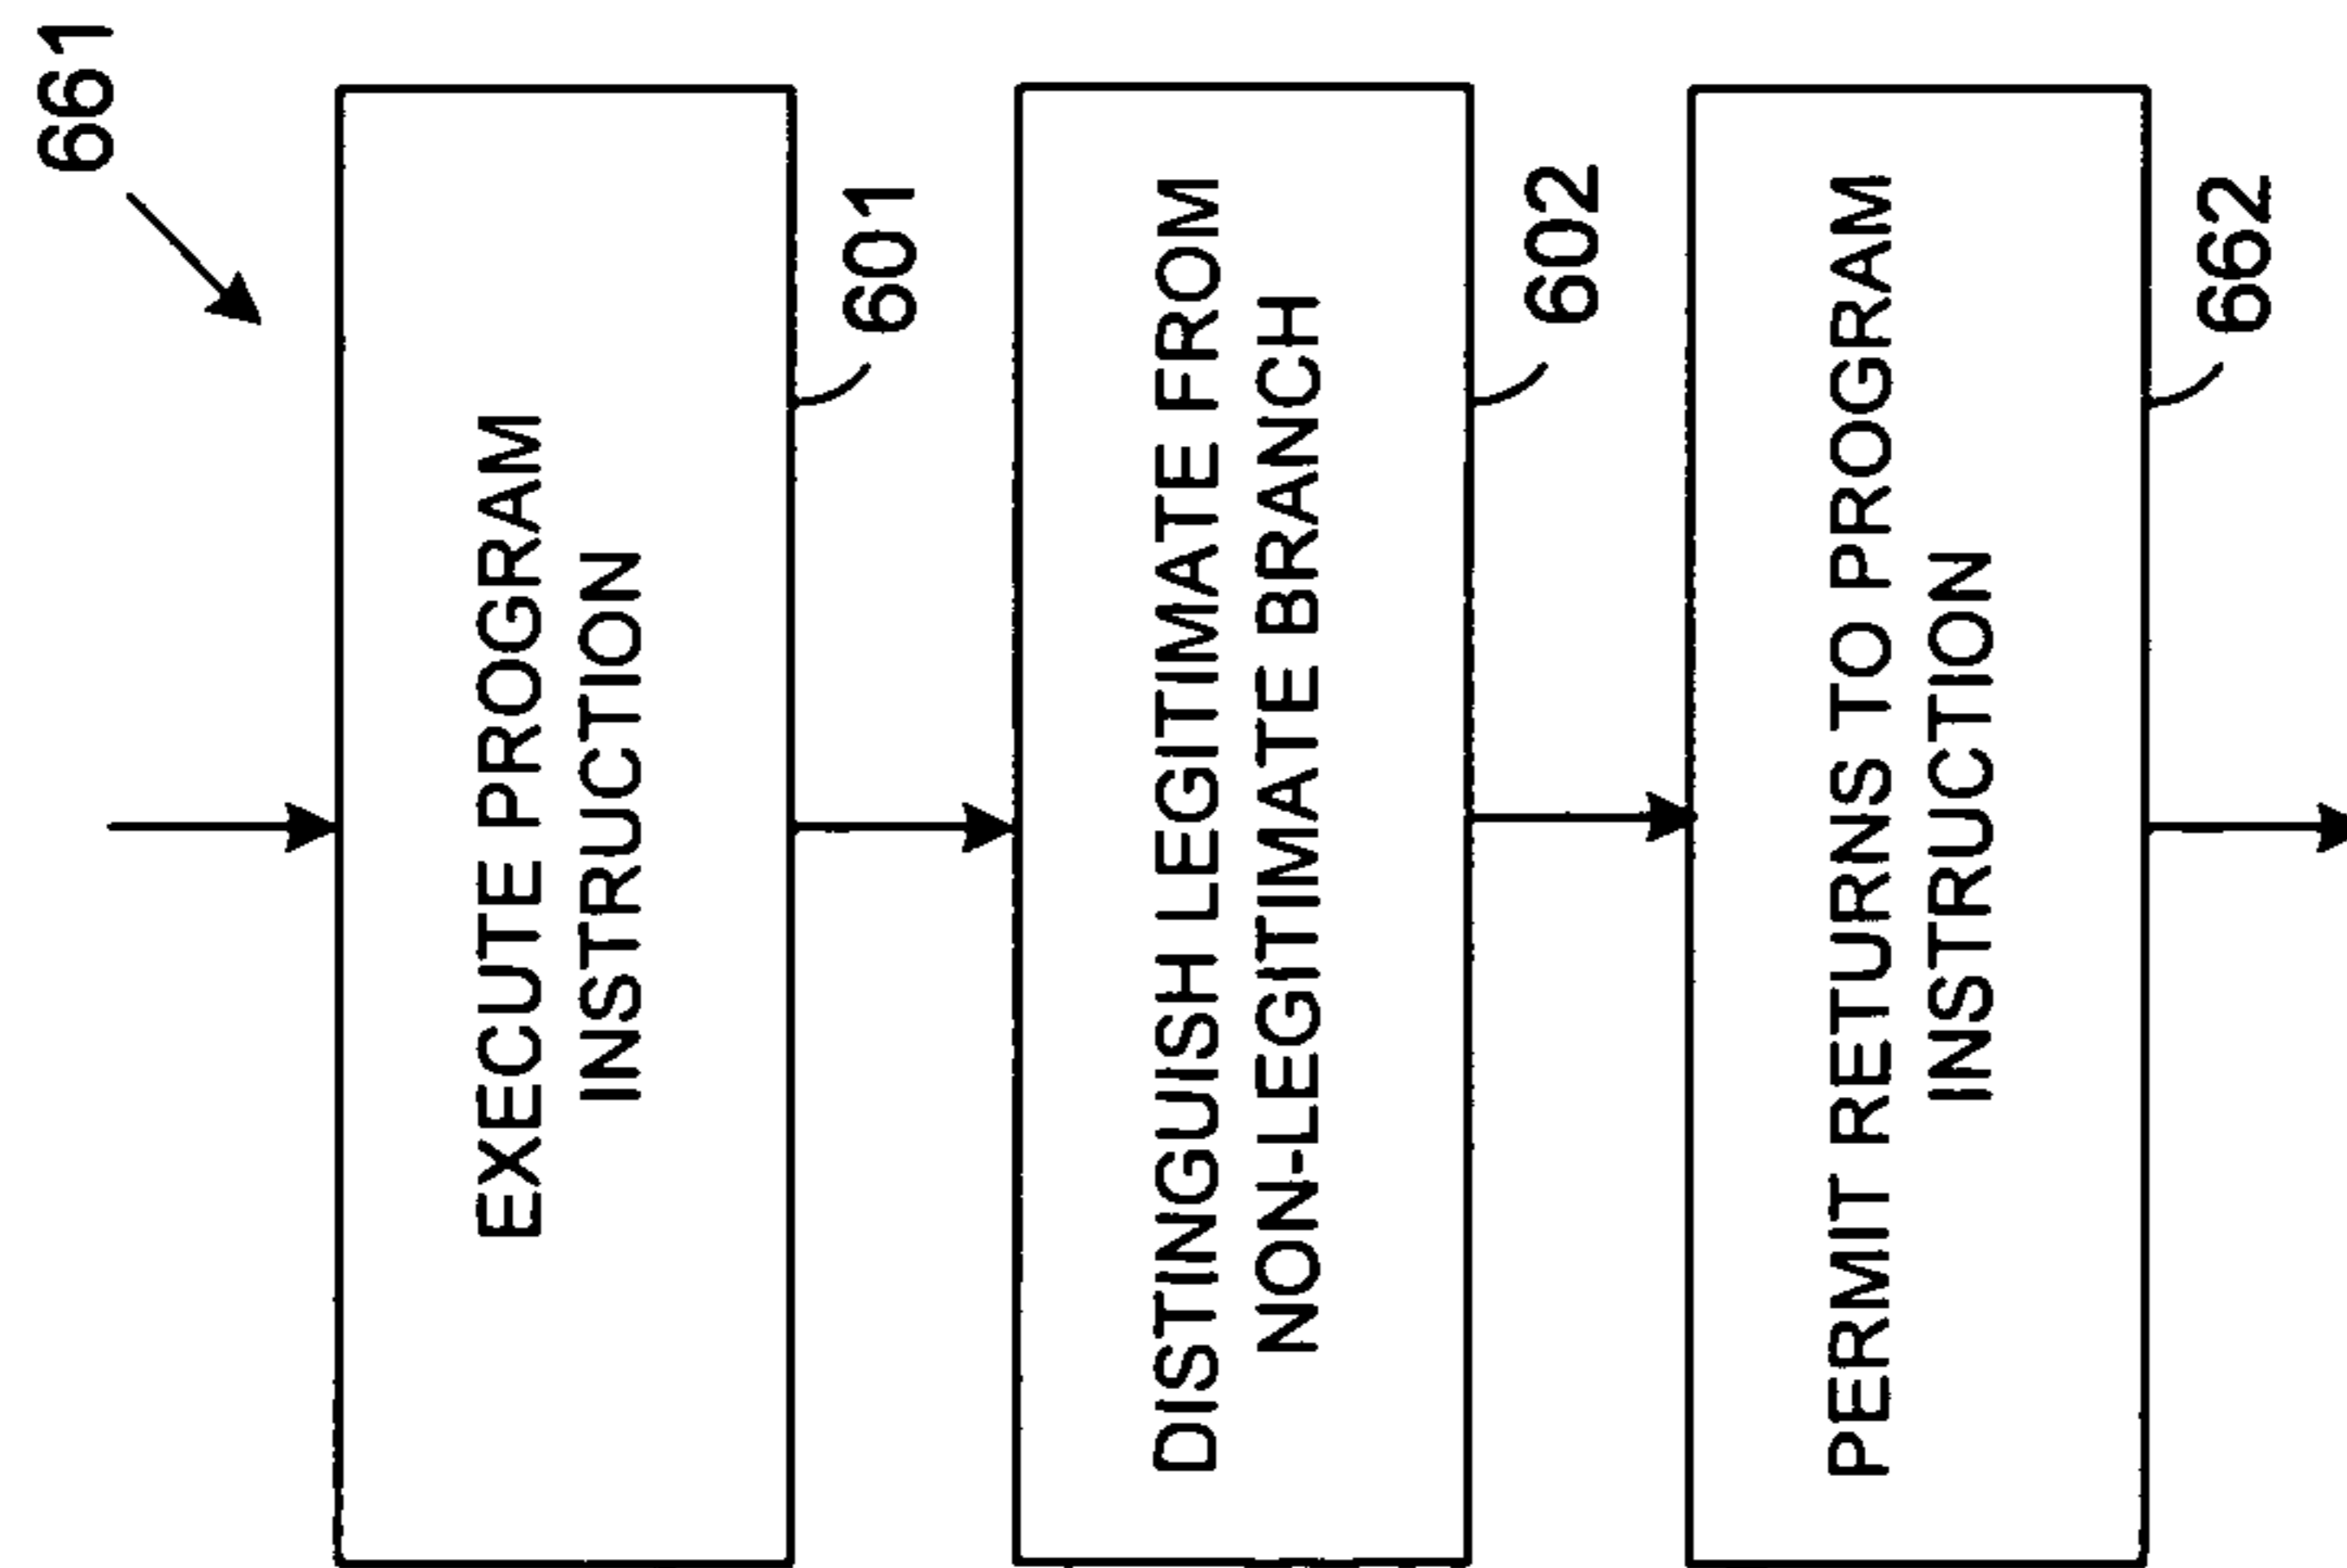 661
EXECUTE PROGRAM
INSTRUCTION
601
DISTINGUISH LEGITIMATE FROM
NON-LEGITIMATE BRANCH
602
PERMIT RETURNS TO PROGRAM
INSTRUCTION
662